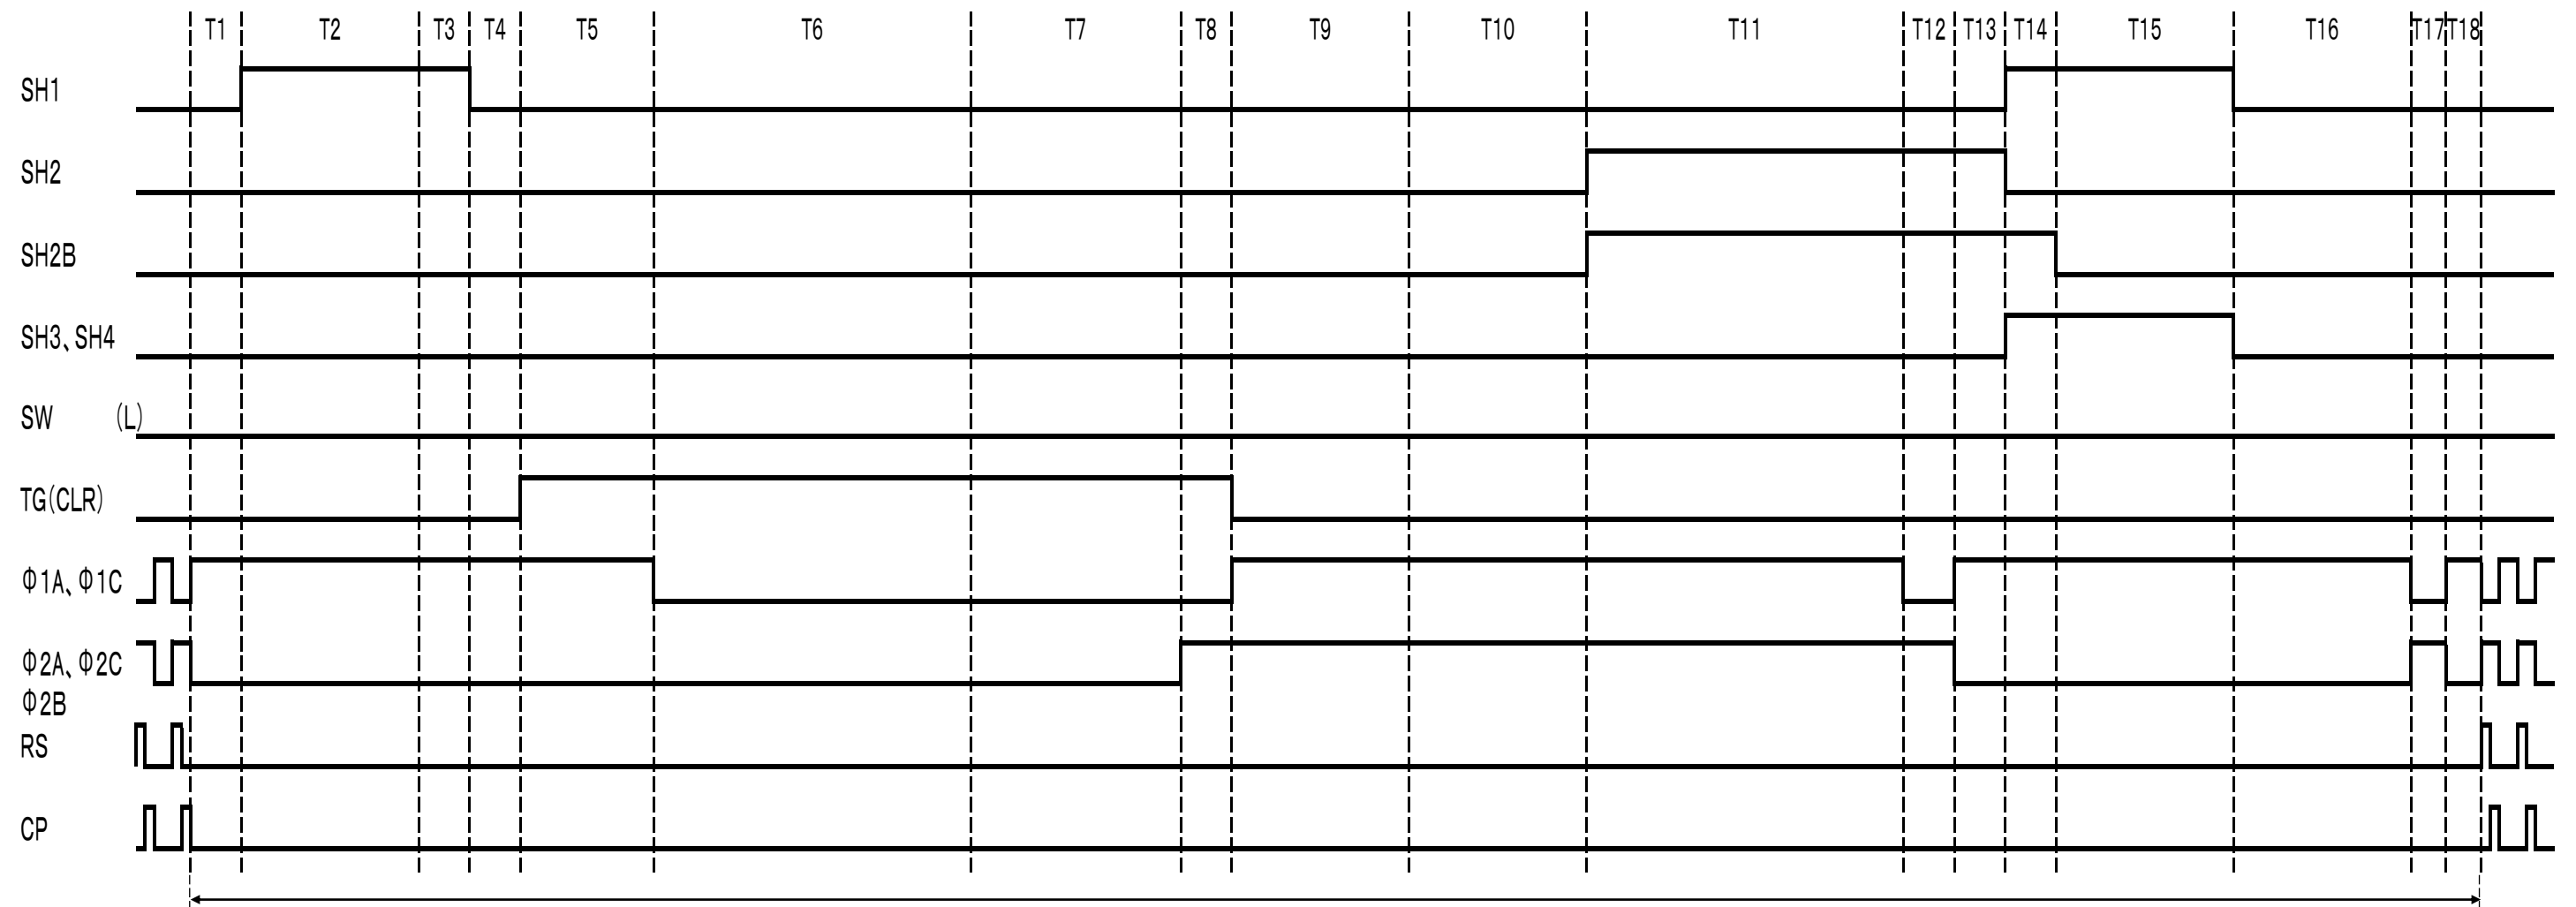 T1 T2 T3 T4 T5 T6 T7 T8 T9 T10 T11 T12 T13 T14 T15 T16 T17 T18
SH1
SH2
SH2B
SH3、SH4
SW (L)
TG(CLR)
Φ1A、Φ1C
Φ2A、Φ2C
Φ2B
RS
CP